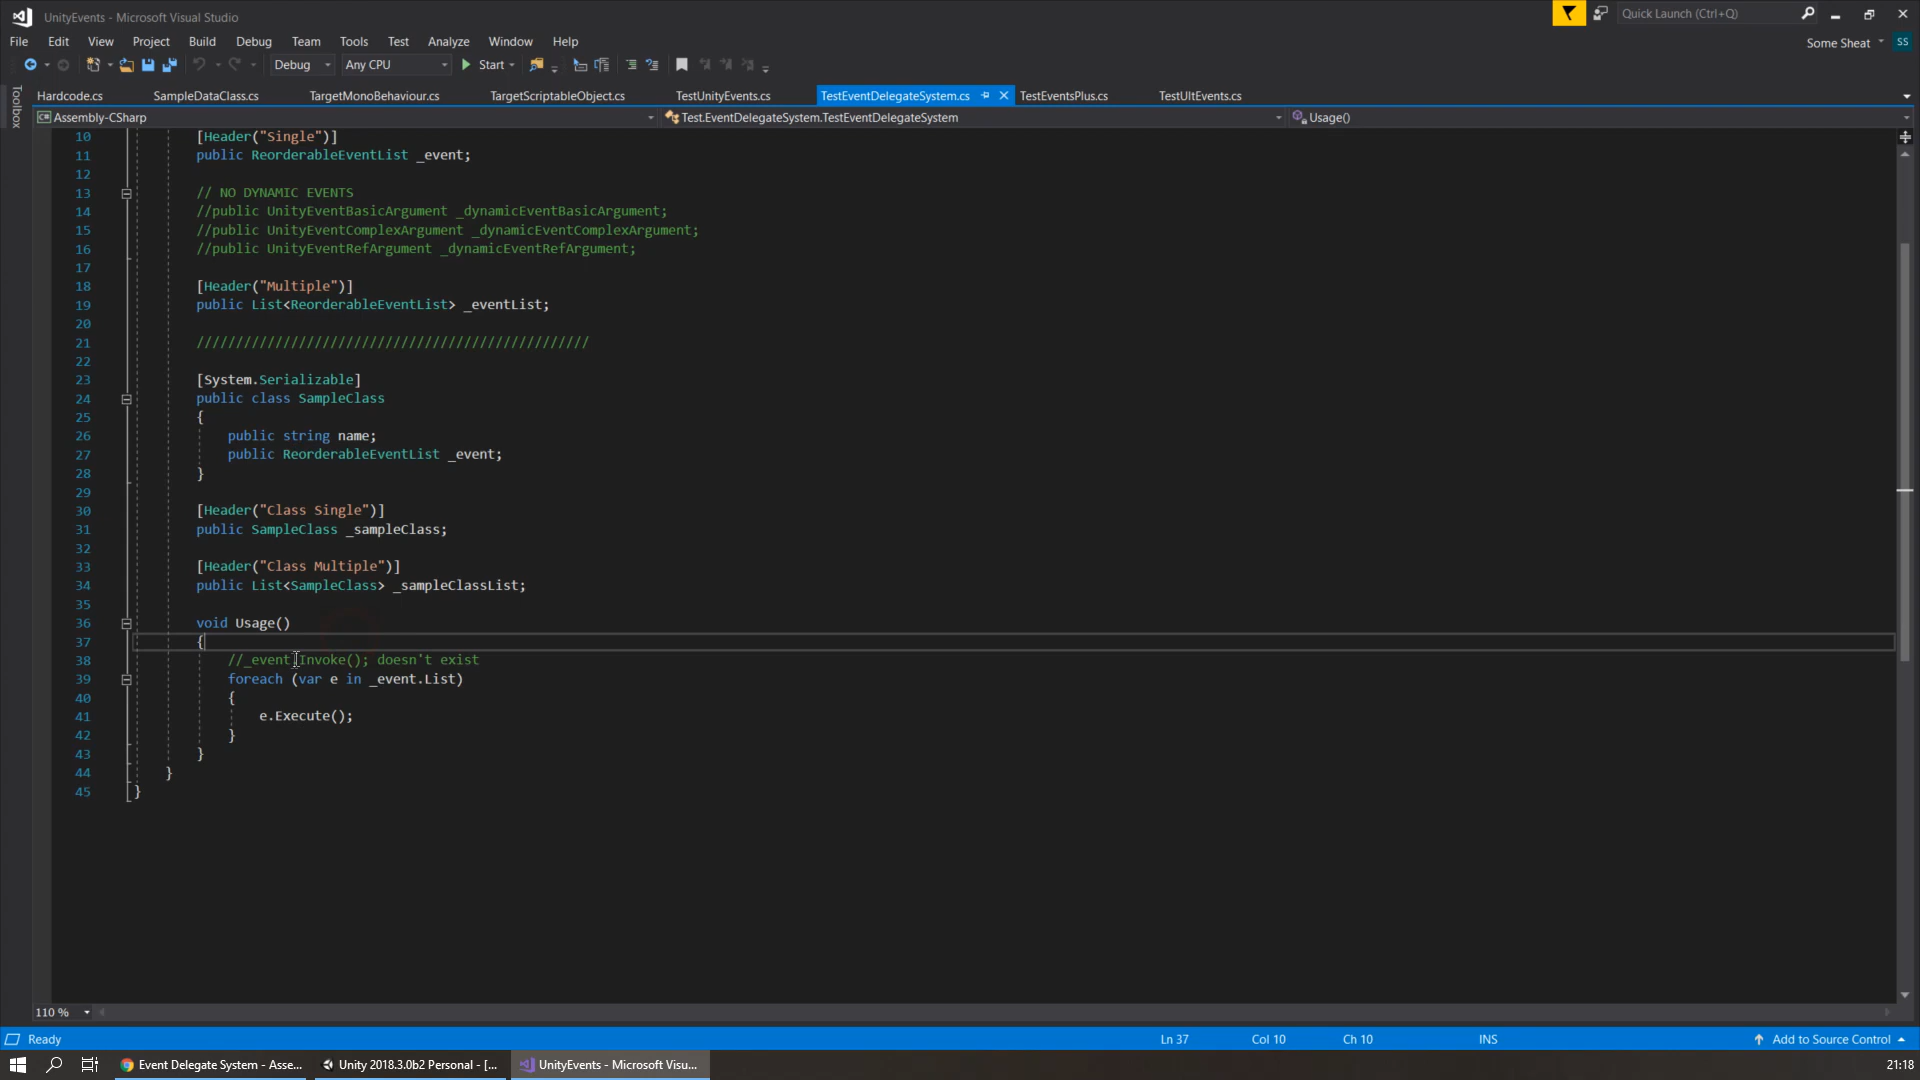 UnityEvents - Microsoft Visual Studio
Quick Launch (Ctrl+Q)
File Edit View Project Build Debug Team Tools Test Analyze Window Help
Some Sheat SS
Debug Any CPU Start
Toolbox
Hardcode.cs SampleDataClass.cs TargetMonoBehaviour.cs TargetScriptableObject.cs TestUnityEvents.cs TestEventDelegateSystem.cs TestEventsPlus.cs TestUltEvents.cs
Assembly-CSharp Test.EventDelegateSystem.TestEventDelegateSystem Usage()
10 [Header("Single")]
11 public ReorderableEventList _event;
12
13 // NO DYNAMIC EVENTS
14 //public UnityEventBasicArgument _dynamicEventBasicArgument;
15 //public UnityEventComplexArgument _dynamicEventComplexArgument;
16 //public UnityEventRefArgument _dynamicEventRefArgument;
17
18 [Header("Multiple")]
19 public List<ReorderableEventList> _eventList;
20
21 //////////////////////////////////////////////////
22
23 [System.Serializable]
24 public class SampleClass
25 {
26 public string name;
27 public ReorderableEventList _event;
28 }
29
30 [Header("Class Single")]
31 public SampleClass _sampleClass;
32
33 [Header("Class Multiple")]
34 public List<SampleClass> _sampleClassList;
35
36 void Usage()
37 {
38 //_event.Invoke(); doesn't exist
39 foreach (var e in _event.List)
40 {
41 e.Execute();
42 }
43 }
44 }
45 }
110 %
Ready Ln 37 Col 10 Ch 10 INS Add to Source Control
Event Delegate System - Asse... Unity 2018.3.0b2 Personal - [... UnityEvents - Microsoft Visu... 21:18